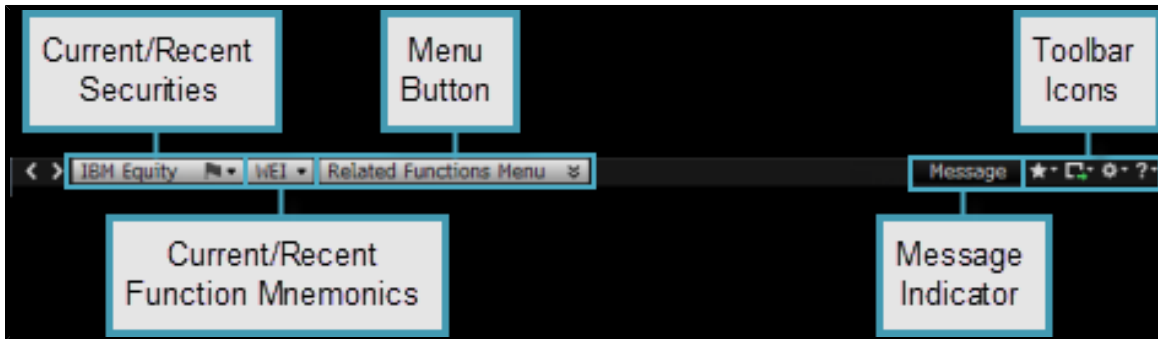 Current/Recent
Securities
Menu
Button
Toolbar
Icons
< > IBM Equity WEI Related Functions Menu Message ?
Current/Recent
Function Mnemonics
Message
Indicator